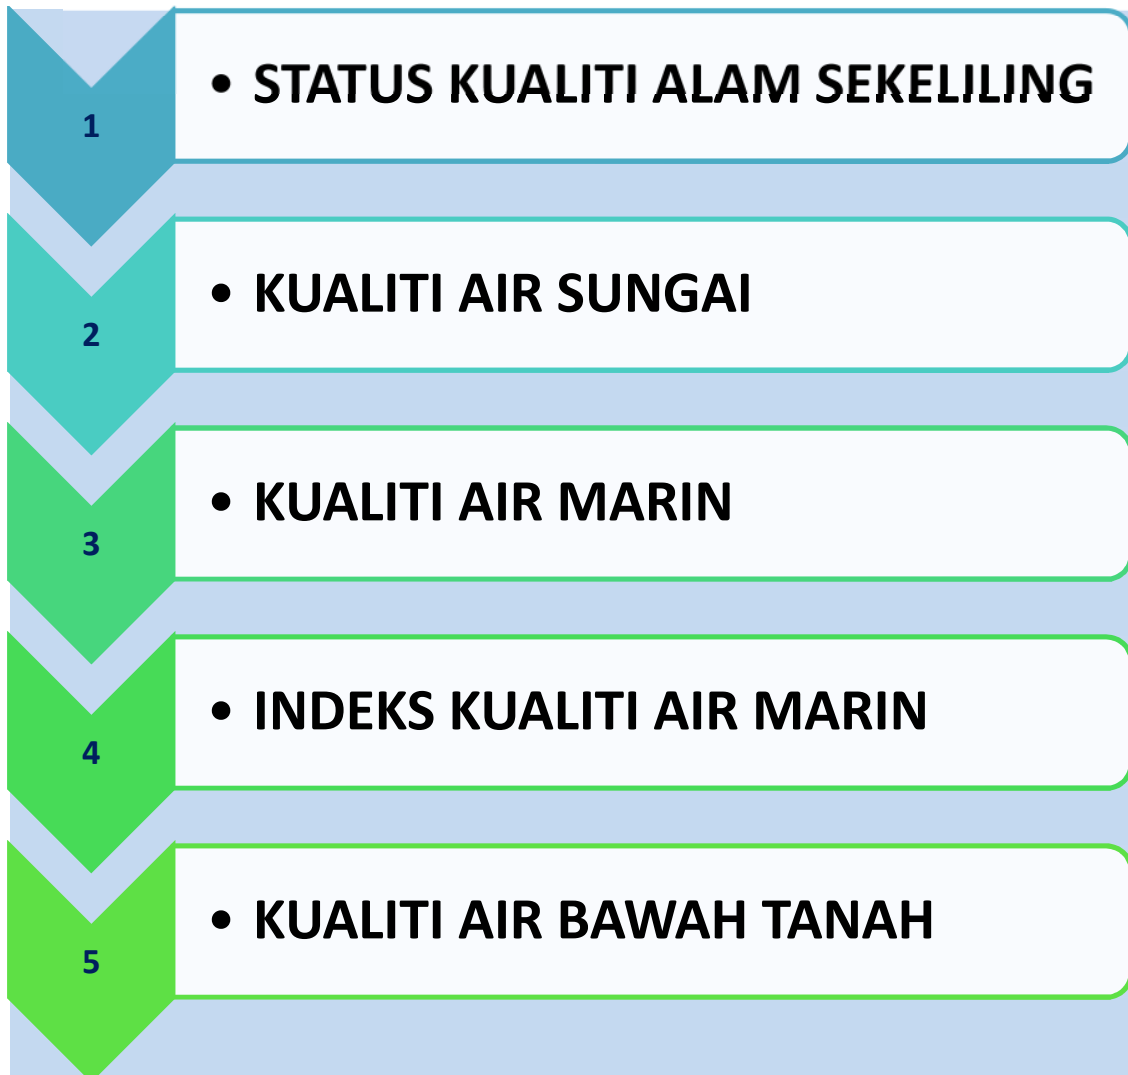 1
• STATUS KUALITI ALAM SEKELILING
2
• KUALITI AIR SUNGAI
3
• KUALITI AIR MARIN
4
• INDEKS KUALITI AIR MARIN
5
• KUALITI AIR BAWAH TANAH